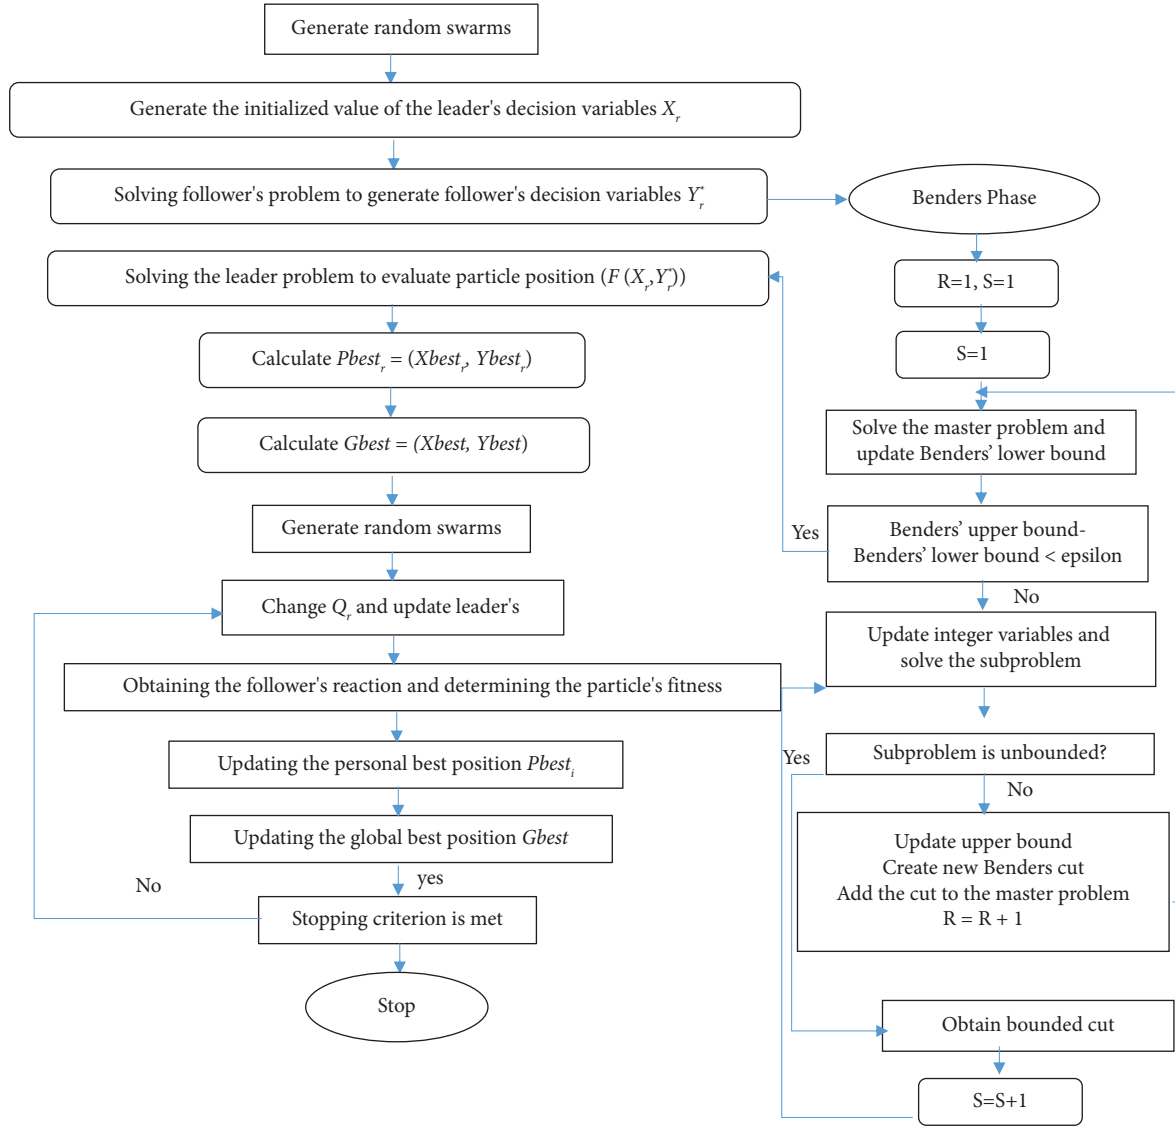 Generate random swarms
Generate the initialized value of the leader's decision variables X_r
Solving follower's problem to generate follower's decision variables Y_r^*
Solving the leader problem to evaluate particle position (F (X_r,Y_r^*))
Calculate Pbest_r = (Xbest_r, Ybest_r)
Calculate Gbest = (Xbest, Ybest)
Generate random swarms
Change Q_r and update leader's
Obtaining the follower's reaction and determining the particle's fitness
Updating the personal best position Pbest_i
Updating the global best position Gbest
yes
No
Stopping criterion is met
Stop
Benders Phase
R=1, S=1
S=1
Solve the master problem and
update Benders’ lower bound
Yes
Benders’ upper bound-
Benders’ lower bound < epsilon
No
Update integer variables and
solve the subproblem
Yes
Subproblem is unbounded?
No
Update upper bound
Create new Benders cut
Add the cut to the master problem
R = R + 1
Obtain bounded cut
S=S+1